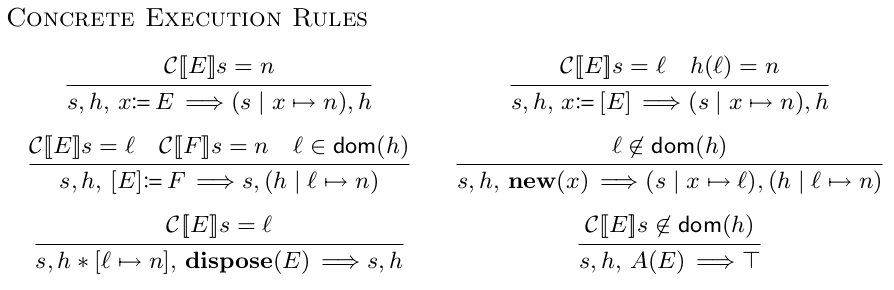 CONCRETE EXECUTION RULES
𝒞⟦E⟧s = n
s, h, x:= E ⟹ (s | x ↦ n), h
𝒞⟦E⟧s = ℓ h(ℓ) = n
s, h, x:= [E] ⟹ (s | x ↦ n), h
𝒞⟦E⟧s = ℓ 𝒞⟦F⟧s = n ℓ ∈ dom(h)
s, h, [E]:= F ⟹ s, (h | ℓ ↦ n)
ℓ ∉ dom(h)
s, h, new(x) ⟹ (s | x ↦ ℓ), (h | ℓ ↦ n)
𝒞⟦E⟧s = ℓ
s, h ∗ [ℓ ↦ n], dispose(E) ⟹ s, h
𝒞⟦E⟧s ∉ dom(h)
s, h, A(E) ⟹ ⊤